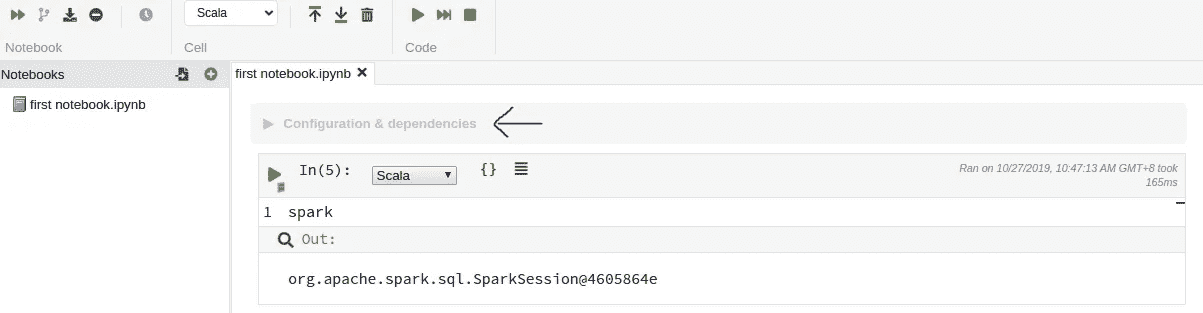 Scala
Notebook
Cell
Code
Notebooks
first notebook.ipynb
first notebook.ipynb
Configuration & dependencies
In(5):
Scala
{}
Ran on 10/27/2019, 10:47:13 AM GMT+8 took
165ms
1 spark
Out:
org.apache.spark.sql.SparkSession@4605864e